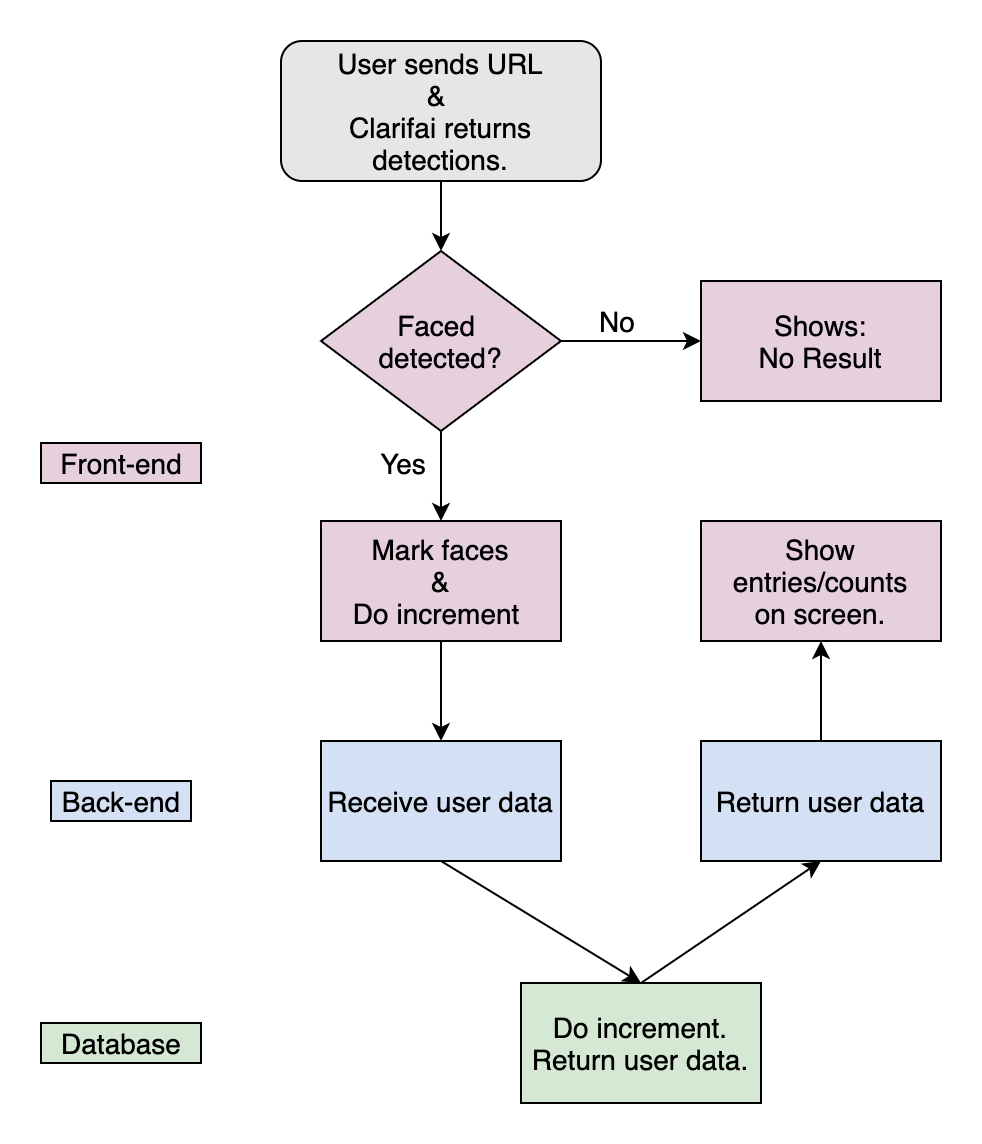 User sends URL
&
Clarifai returns
detections.
Faced
detected?
No
Shows:
No Result
Yes
Front-end
Mark faces
&
Do increment
Show
entries/counts
on screen.
Back-end
Receive user data
Return user data
Database
Do increment.
Return user data.